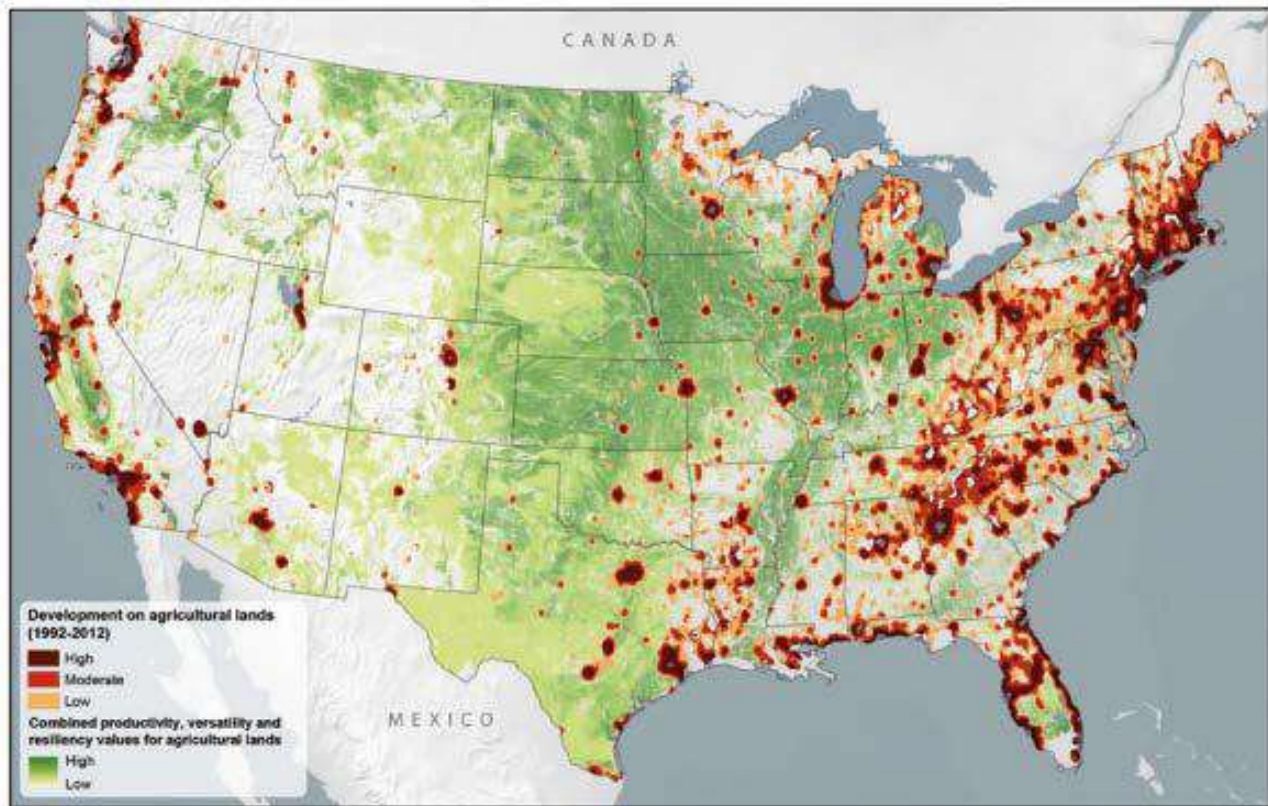 CANADA
MEXICO
Development on agricultural lands
(1992-2012)
High
Moderate
Low
Combined productivity, versatility and
resiliency values for agricultural lands
High
Low